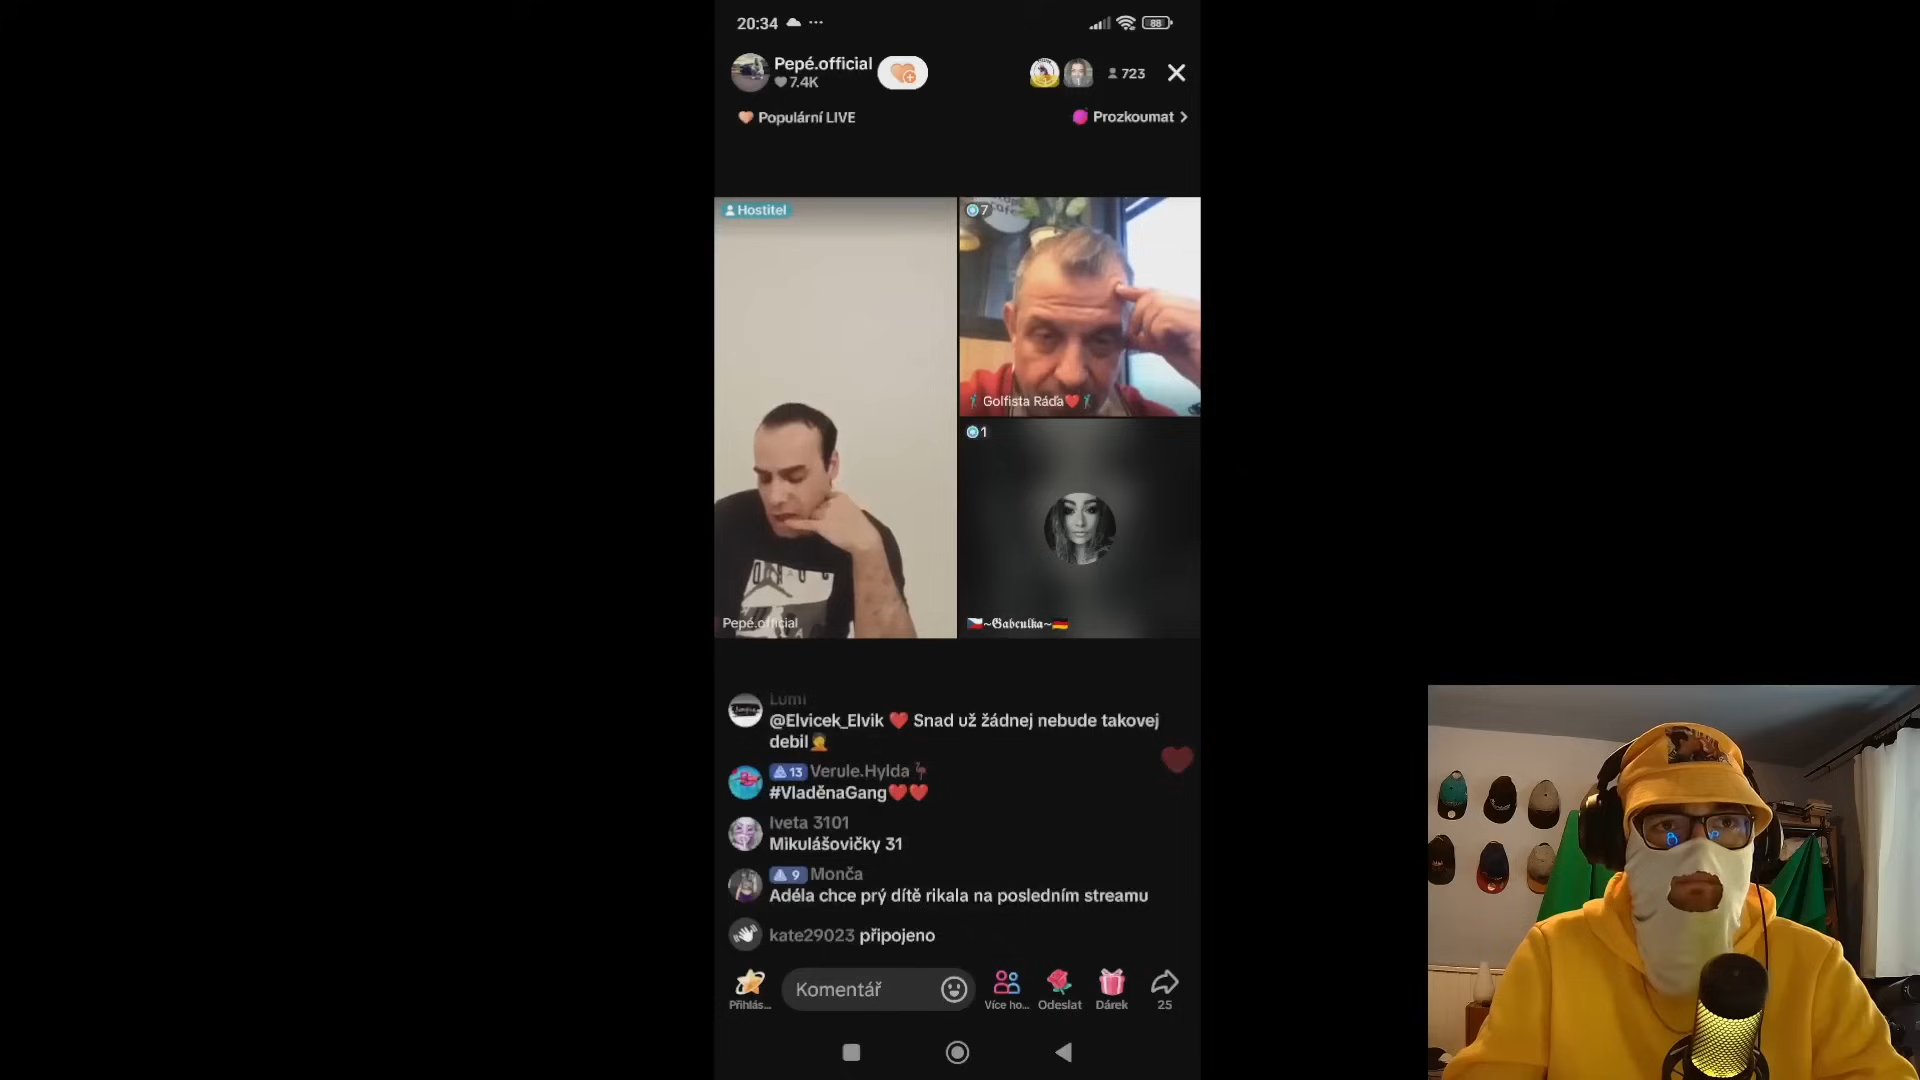 20:34
88
Pepé.official
7.4K
723
Populární LIVE
Prozkoumat
Hostitel
7
Golfista Ráďa❤️
1
🇨🇿~𝕲𝖆𝖇𝖈𝖚𝖑𝖐𝖆~🇩🇪
Pepé.official
Lumi
@Elvicek_Elvik ❤️ Snad už žádnej nebude takovej
debil🤦
13 Verule.Hylda🦩
#VladěnaGang❤️❤️
Iveta 3101
Mikulášovičky 31
9 Monča
Adéla chce prý dítě rikala na posledním streamu
kate29023 připojeno
Komentář
Přihlás...
Více ho...
Odeslat
Dárek
25